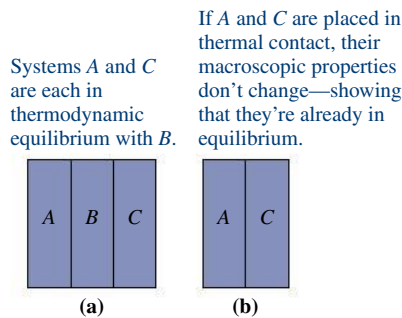 Systems A and C
are each in
thermodynamic
equilibrium with B.
If A and C are placed in
thermal contact, their
macroscopic properties
don't change—showing
that they're already in
equilibrium.
A B C
(a)
A C
(b)